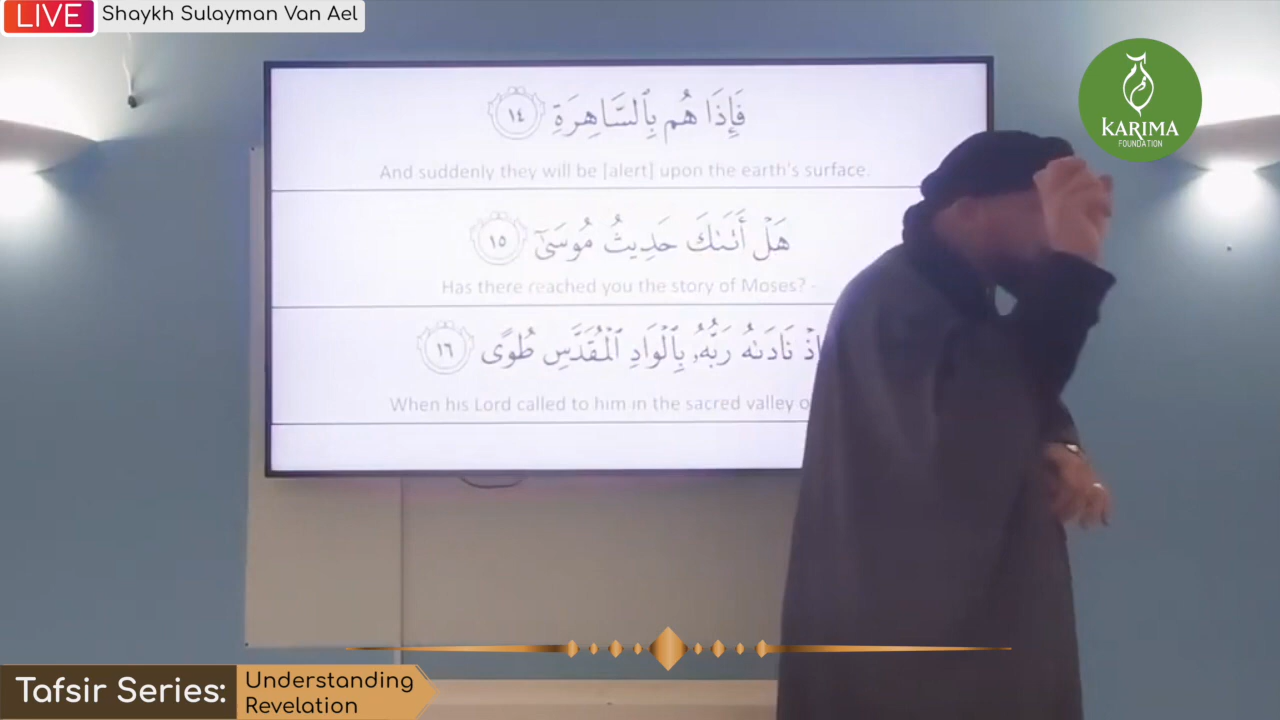 LIVE
Shaykh Sulayman Van Ael
KARIMA
FOUNDATION
فَإِذَا هُم بِٱلسَّاهِرَةِ ١٤
And suddenly they will be [alert] upon the earth's surface.
هَلْ أَتَىٰكَ حَدِيثُ مُوسَىٰٓ ١٥
Has there reached you the story of Moses? -
إِذْ نَادَىٰهُ رَبُّهُۥ بِٱلْوَادِ ٱلْمُقَدَّسِ طُوًى ١٦
When his Lord called to him in the sacred valley
Tafsir Series:
Understanding
Revelation